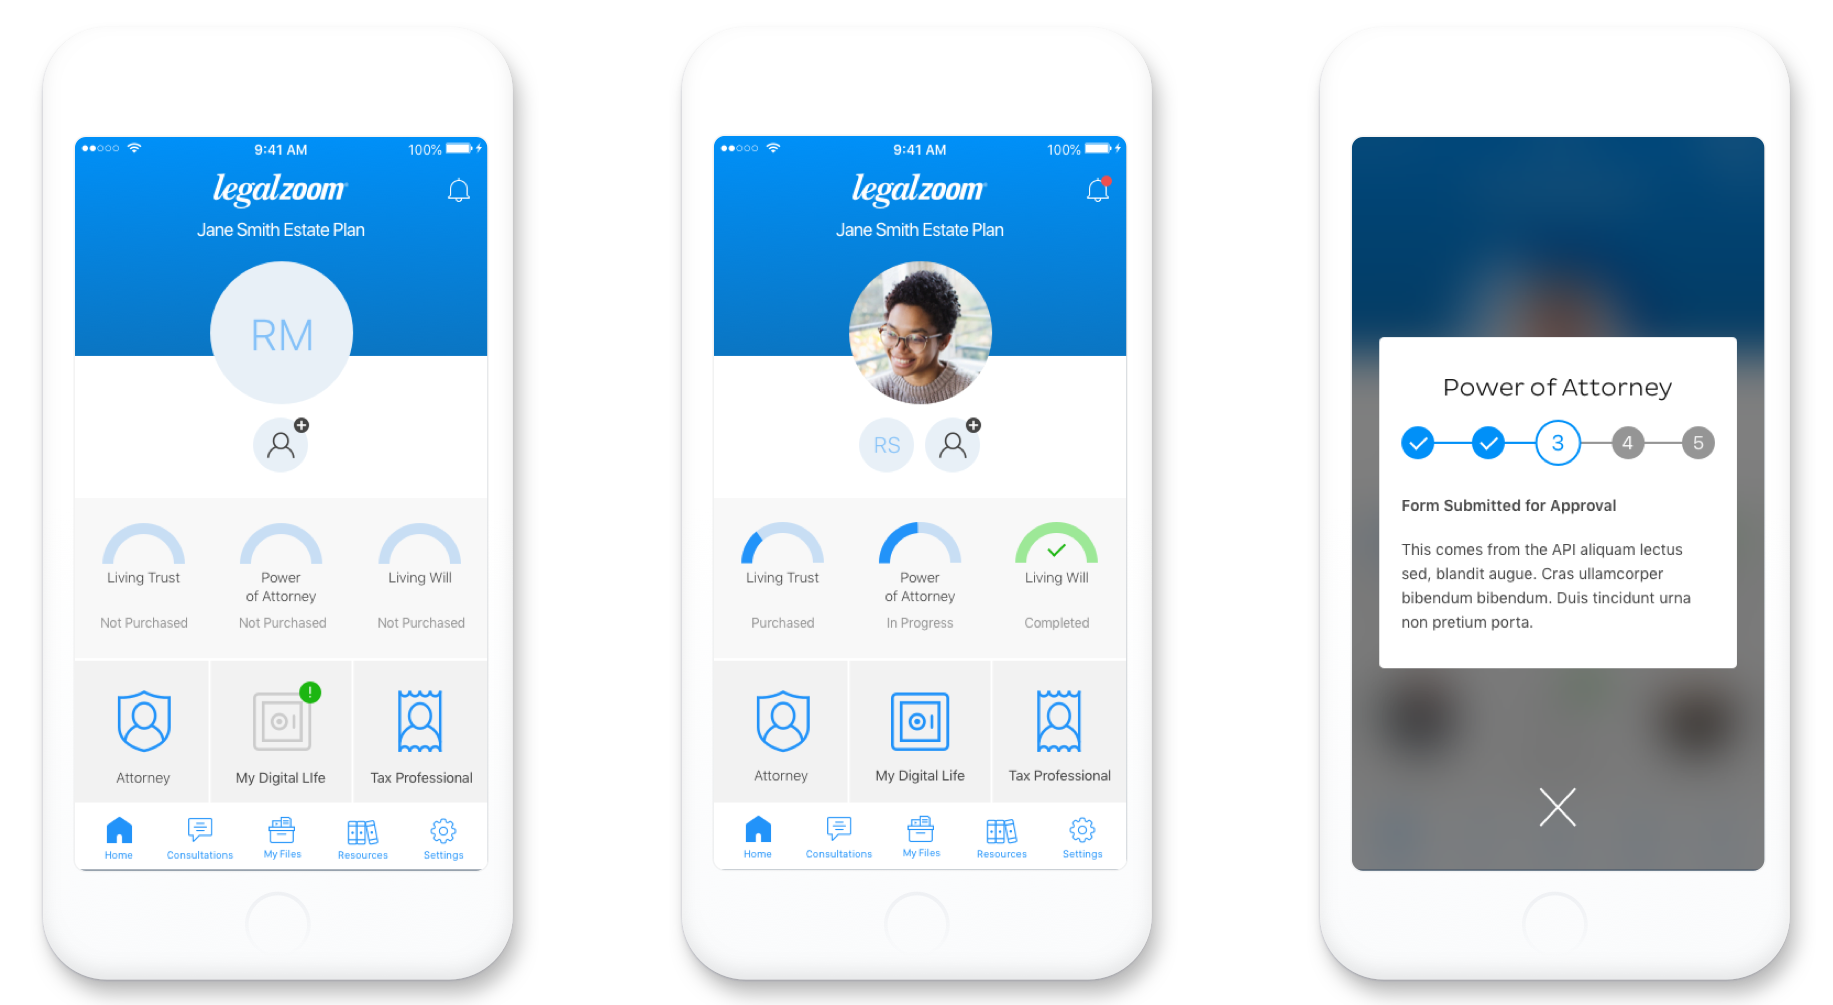 9:41 AM
100%
legalzoom
Jane Smith Estate Plan
RM
Living Trust
Power
of Attorney
Living Will
Not Purchased
Not Purchased
Not Purchased
!
Attorney
My Digital LIfe
Tax Professional
Home
Consultations
My Files
Resources
Settings
9:41 AM
100%
legalzoom
Jane Smith Estate Plan
RS
Living Trust
Power
of Attorney
Living Will
Purchased
In Progress
Completed
Attorney
My Digital Life
Tax Professional
Home
Consultations
My Files
Resources
Settings
Power of Attorney
3
4
5
Form Submitted for Approval
This comes from the API aliquam lectus
sed, blandit augue. Cras ullamcorper
bibendum bibendum. Duis tincidunt urna
non pretium porta.